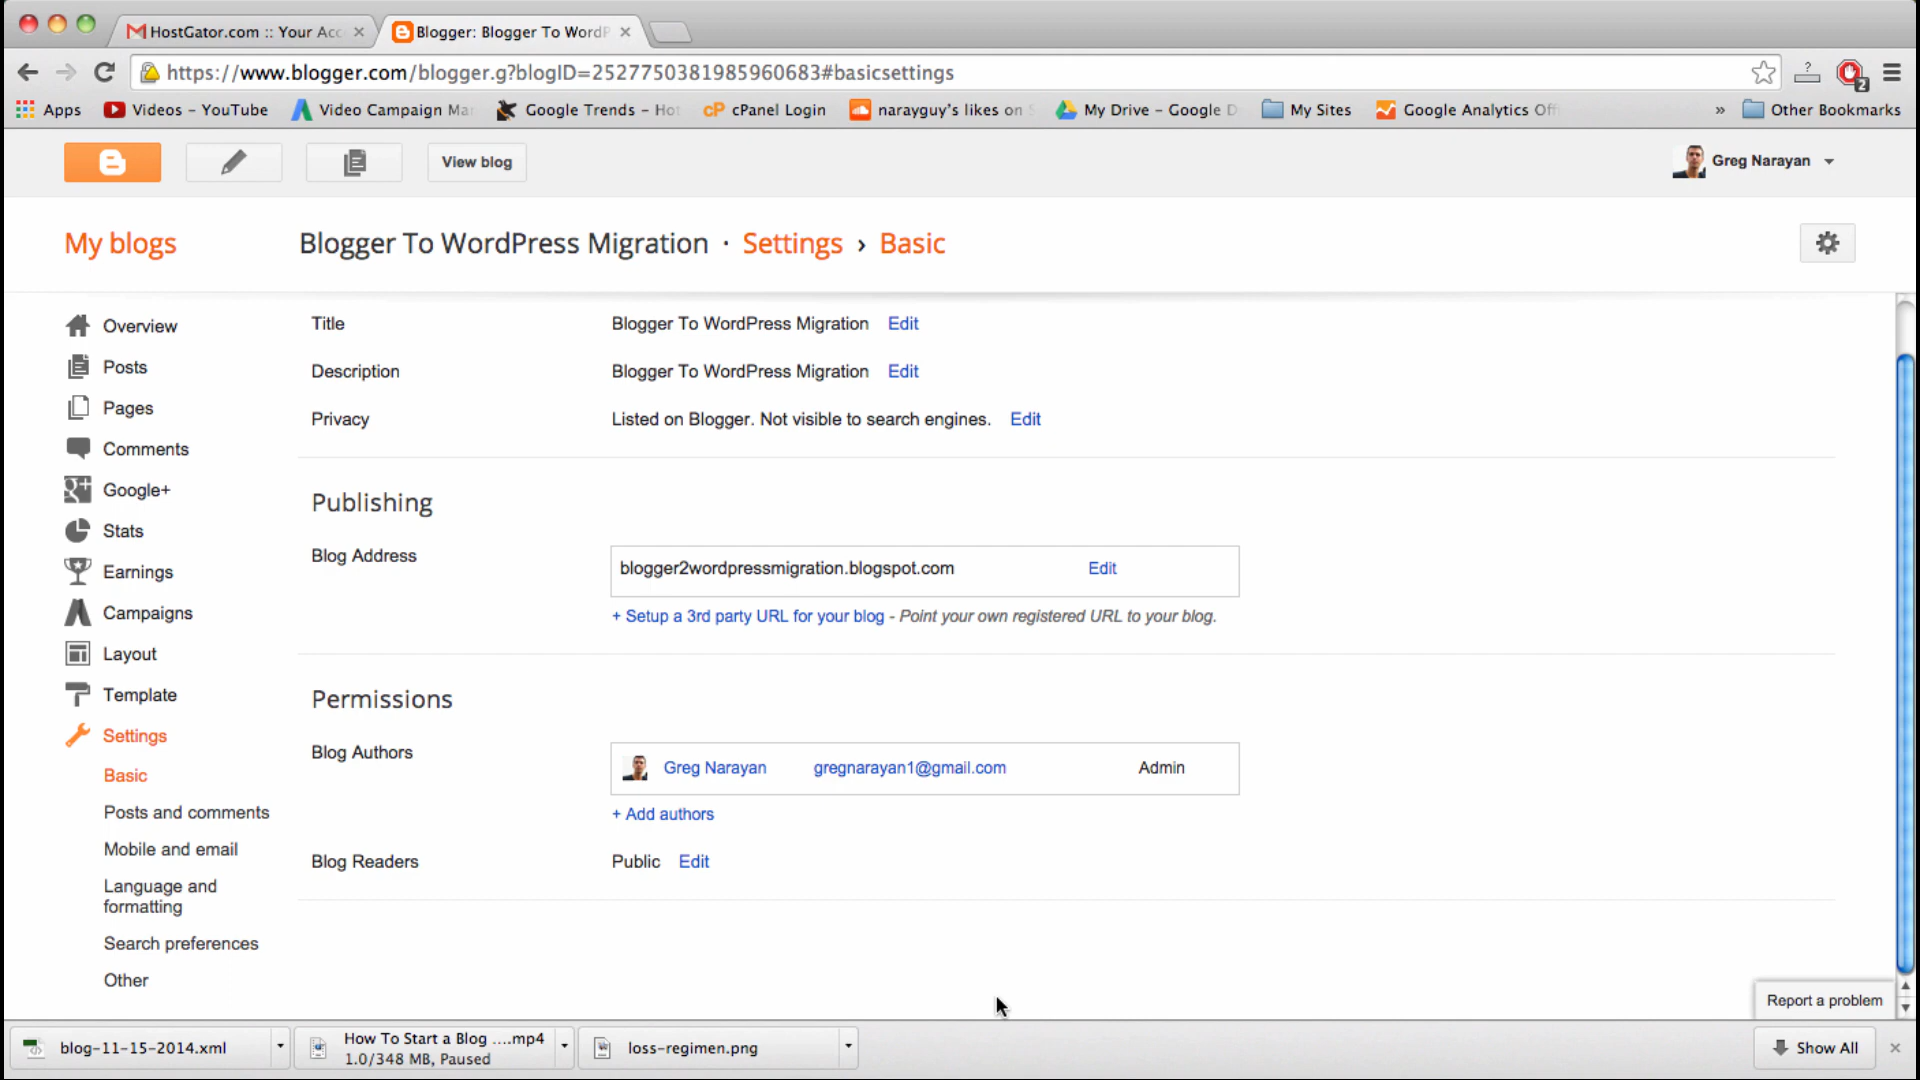 HostGator.com :: Your Acc
Blogger: Blogger To WordP
https://www.blogger.com/blogger.g?blogID=2527750381985960683#basicsettings
?
2
Apps
Videos – YouTube
Video Campaign Ma
Google Trends – Hot
cP cPanel Login
narayguy's likes on S
My Drive – Google D
My Sites
Google Analytics Off
»
Other Bookmarks
View blog
Greg Narayan
My blogs
Blogger To WordPress Migration · Settings › Basic
Overview
Posts
Pages
Comments
Google+
Stats
Earnings
Campaigns
Layout
Template
Settings
Basic
Posts and comments
Mobile and email
Language and
formatting
Search preferences
Other
Title
Blogger To WordPress Migration Edit
Description
Blogger To WordPress Migration Edit
Privacy
Listed on Blogger. Not visible to search engines. Edit
Publishing
Blog Address
blogger2wordpressmigration.blogspot.com Edit
+ Setup a 3rd party URL for your blog - Point your own registered URL to your blog.
Permissions
Blog Authors
Greg Narayan gregnarayan1@gmail.com Admin
+ Add authors
Blog Readers
Public Edit
Report a problem
blog-11-15-2014.xml
How To Start a Blog ....mp4
1.0/348 MB, Paused
loss-regimen.png
Show All